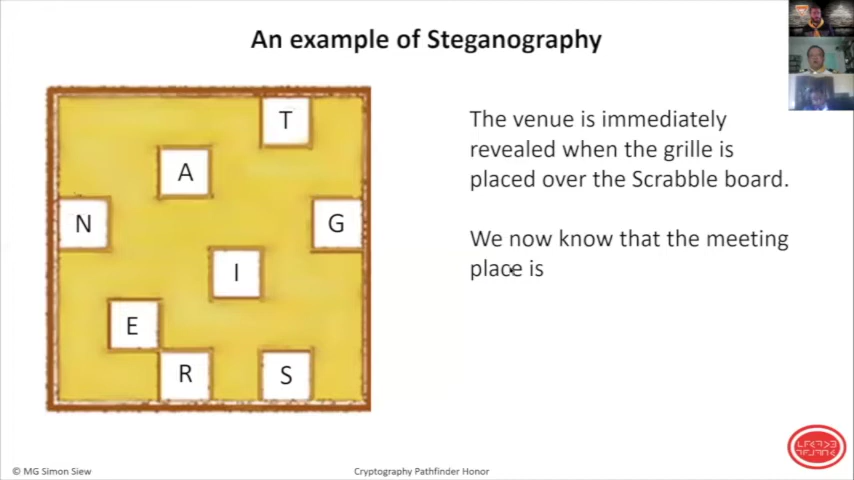 An example of Steganography
T
A
N G
I
E
R S
The venue is immediately
revealed when the grille is
placed over the Scrabble board.
We now know that the meeting
place is
© MG Simon Siew
Cryptography Pathfinder Honor